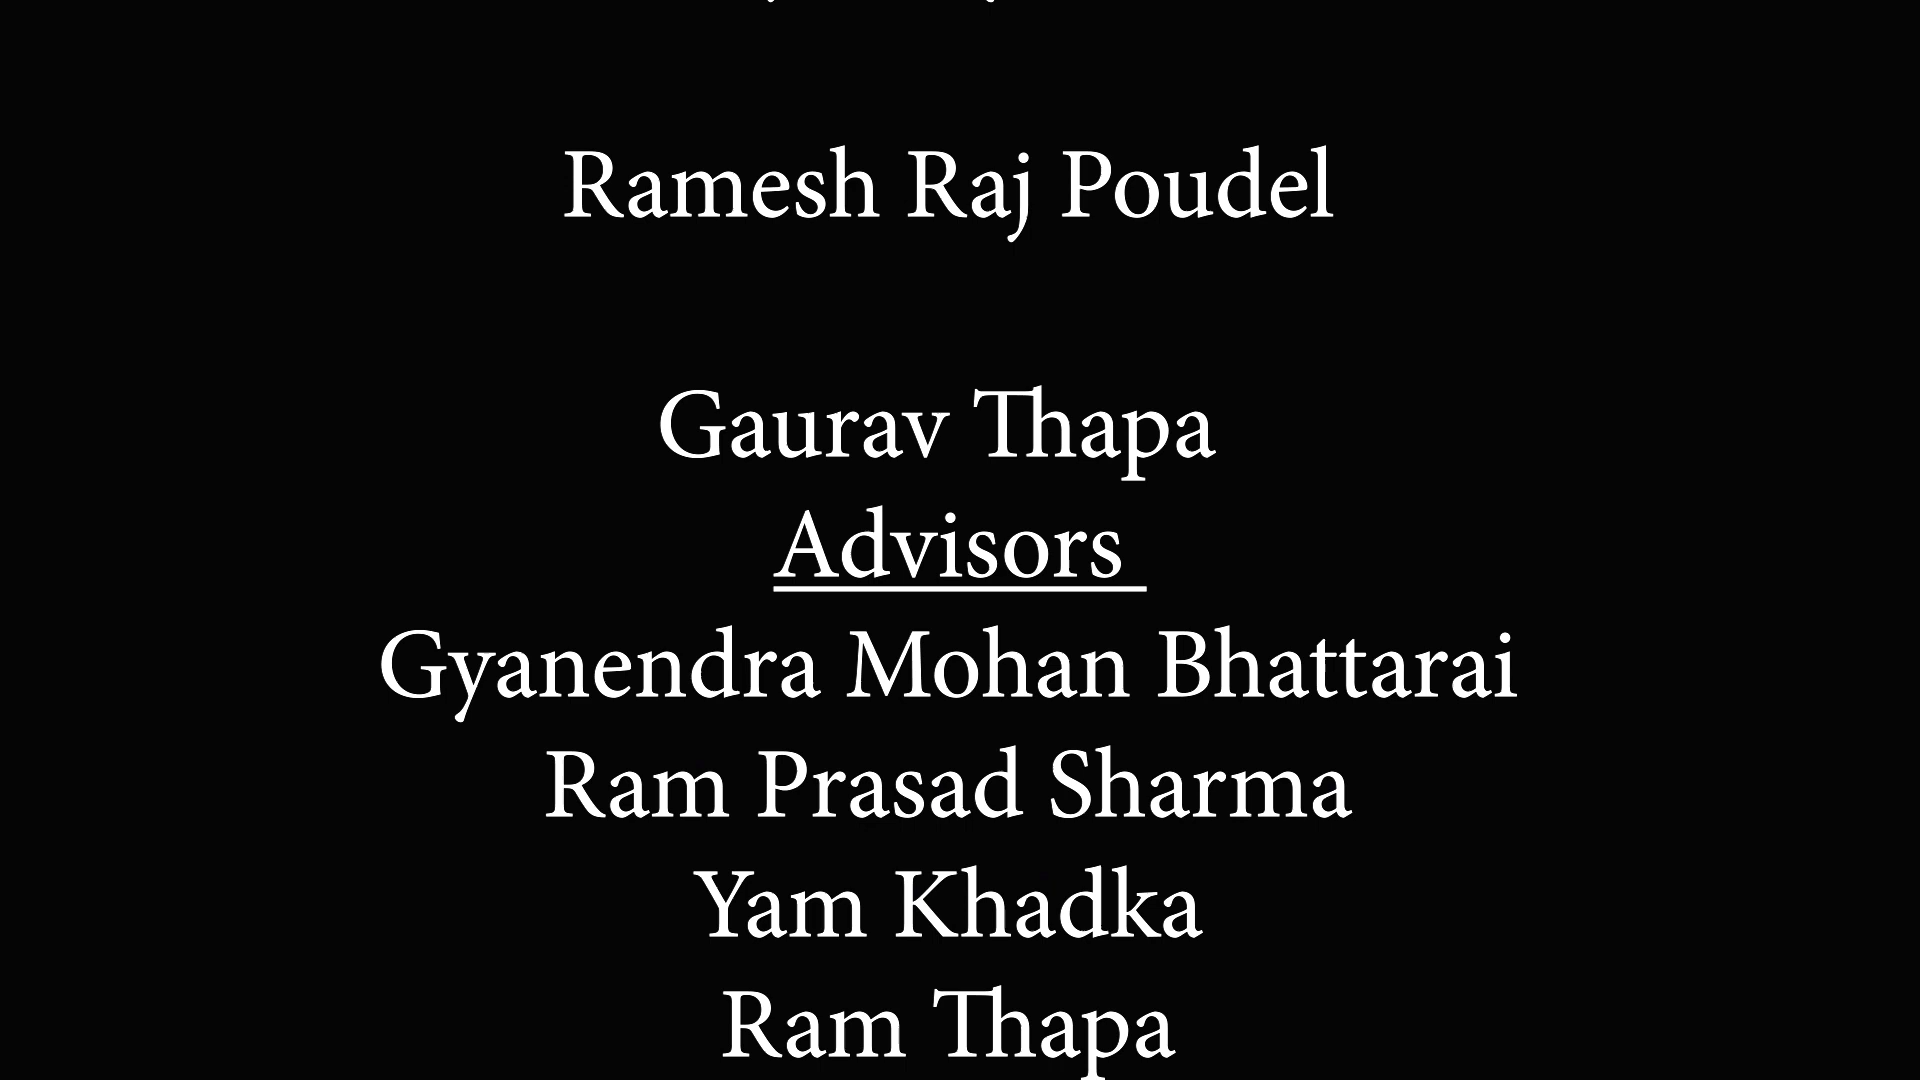 Ramesh Raj Poudel
Gaurav Thapa
Advisors
Gyanendra Mohan Bhattarai
Ram Prasad Sharma
Yam Khadka
Ram Thapa